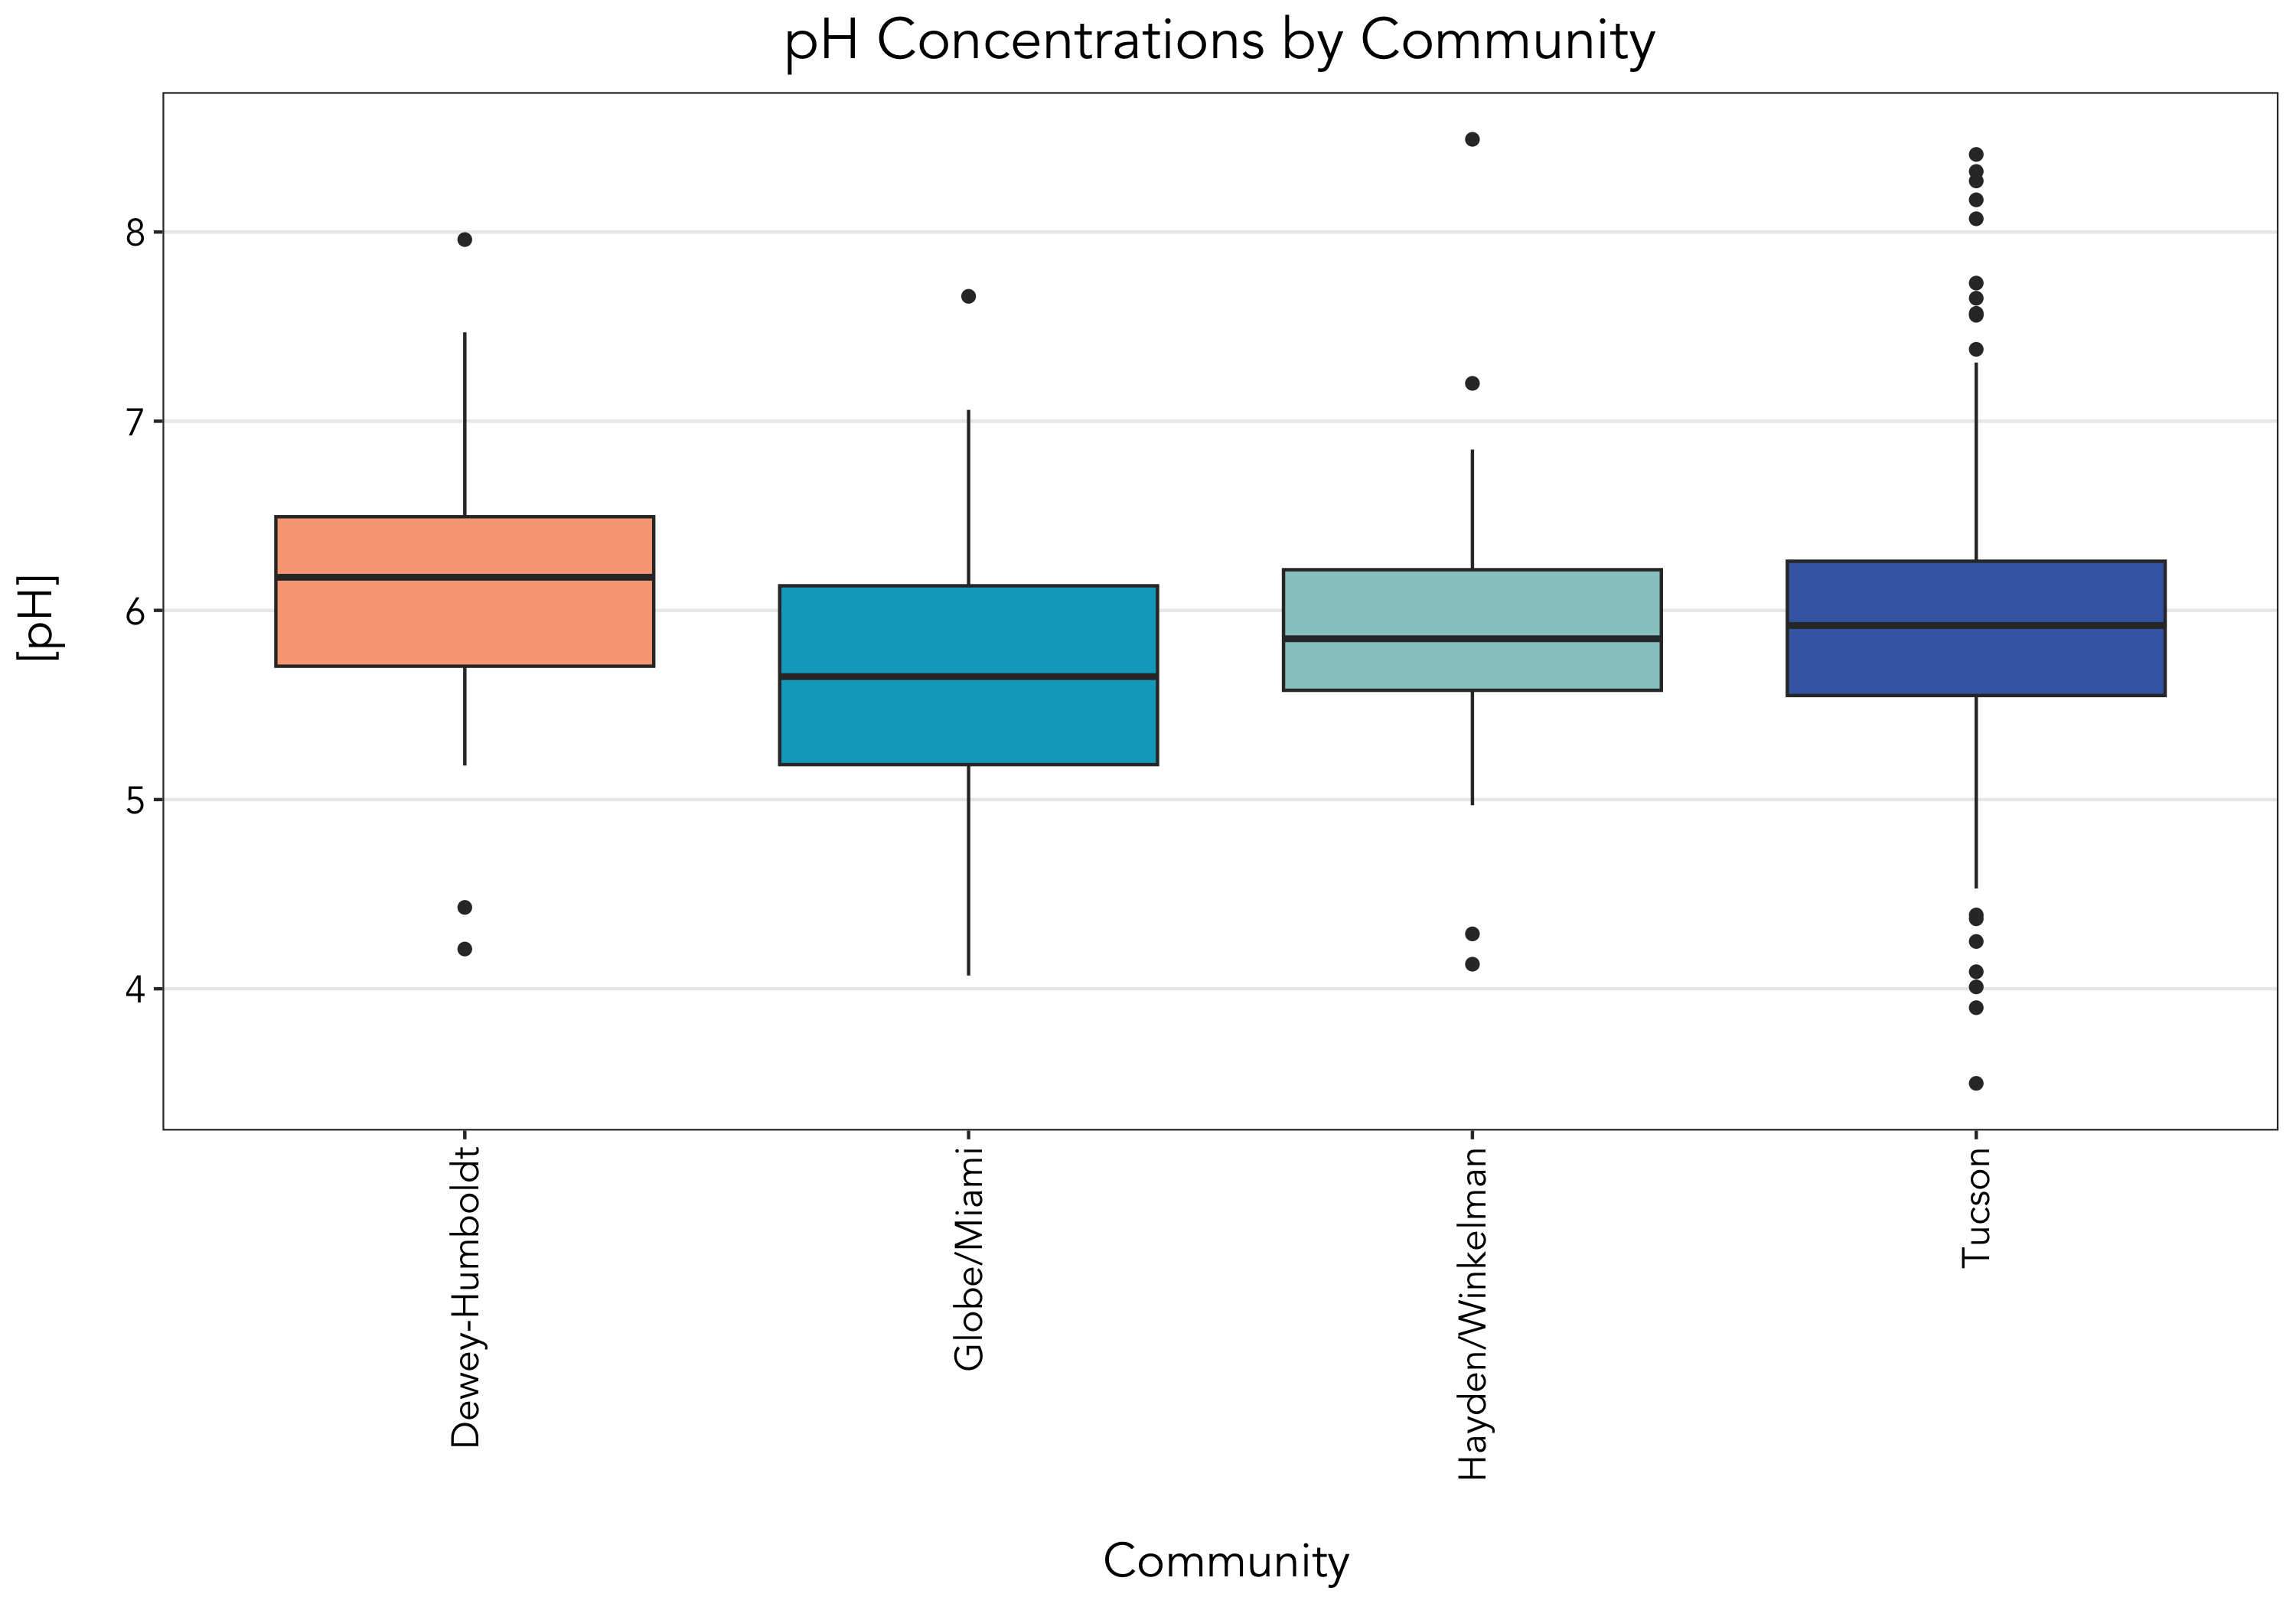 pH Concentrations by Community
[pH]
8
7
6
5
4
Dewey-Humboldt
Globe/Miami
Hayden/Winkelman
Tucson
Community